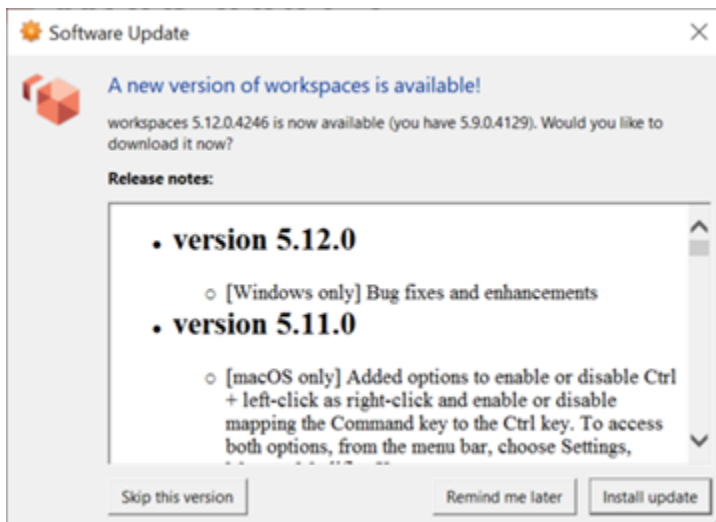 Software Update
A new version of workspaces is available!
workspaces 5.12.0.4246 is now available (you have 5.9.0.4129). Would you like to
download it now?
Release notes:
• version 5.12.0
○ [Windows only] Bug fixes and enhancements
• version 5.11.0
○ [macOS only] Added options to enable or disable Ctrl
+ left-click as right-click and enable or disable
mapping the Command key to the Ctrl key. To access
both options, from the menu bar, choose Settings,
Skip this version
Remind me later
Install update